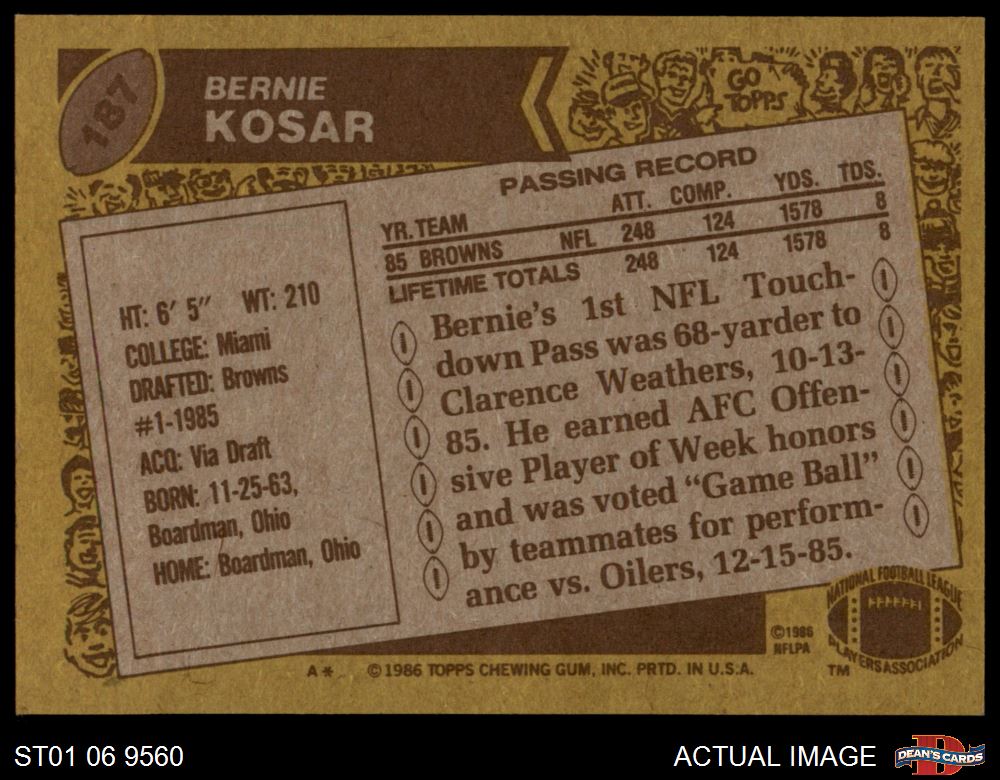 187
BERNIE
KOSAR
GO
TOPPS
PASSING RECORD
YR. TEAM ATT. COMP. YDS. TDS.
85 BROWNS NFL 248 124 1578 8
LIFETIME TOTALS 248 124 1578 8
HT: 6′ 5″ WT: 210
COLLEGE: Miami
DRAFTED: Browns
#1-1985
ACQ: Via Draft
BORN: 11-25-63,
Boardman, Ohio
HOME: Boardman, Ohio
Bernie's 1st NFL Touch-
down Pass was 68-yarder to
Clarence Weathers, 10-13-
85. He earned AFC Offen-
sive Player of Week honors
and was voted “Game Ball”
by teammates for perform-
ance vs. Oilers, 12-15-85.
NATIONAL FOOTBALL LEAGUE
PLAYERS ASSOCIATION
TM
©1986
NFLPA
A* ©1986 TOPPS CHEWING GUM, INC. PRTD. IN U.S.A.
ST01 06 9560
ACTUAL IMAGE
D
DEAN'S CARDS